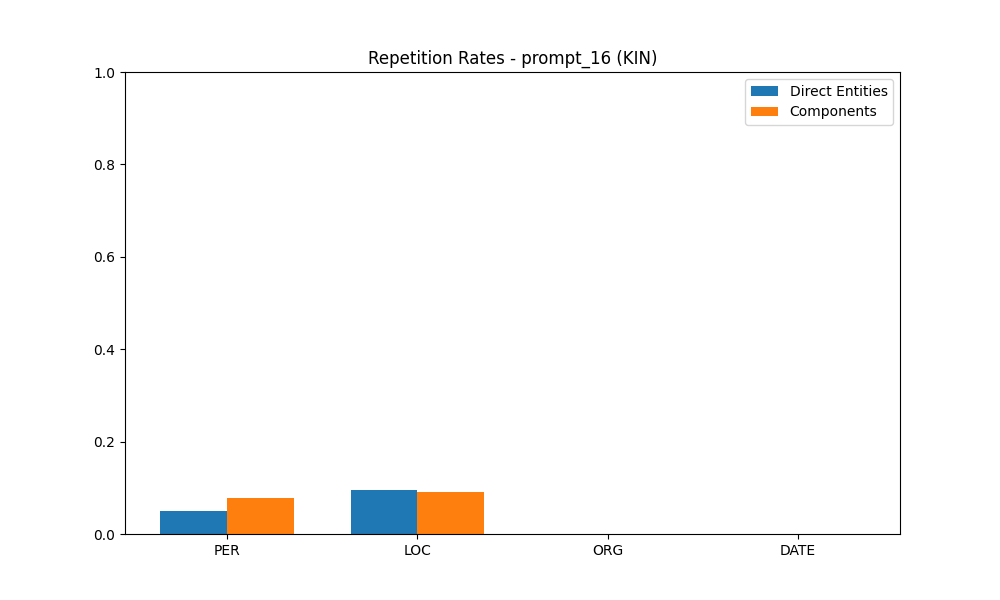 Repetition Rates - prompt_16 (KIN)
1.0
Direct Entities
Components
0.8
0.6
0.4
0.2
0.0
PER LOC ORG DATE